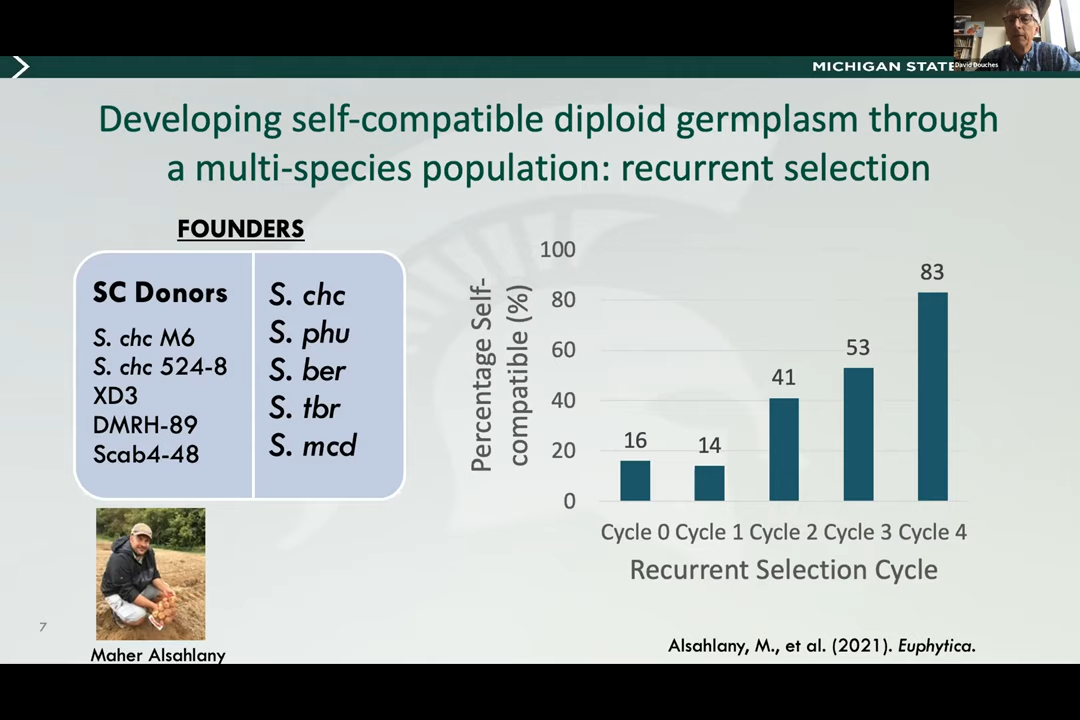 MICHIGAN STATE
David Douches
Developing self-compatible diploid germplasm through
a multi-species population: recurrent selection
FOUNDERS
SC Donors
S. chc M6
S. chc 524-8
XD3
DMRH-89
Scab4-48
S. chc
S. phu
S. ber
S. tbr
S. mcd
Percentage Self-
compatible (%)
100
80
60
40
20
0
16
14
41
53
83
Cycle 0 Cycle 1 Cycle 2 Cycle 3 Cycle 4
Recurrent Selection Cycle
7
Maher Alsahlany
Alsahlany, M., et al. (2021). Euphytica.